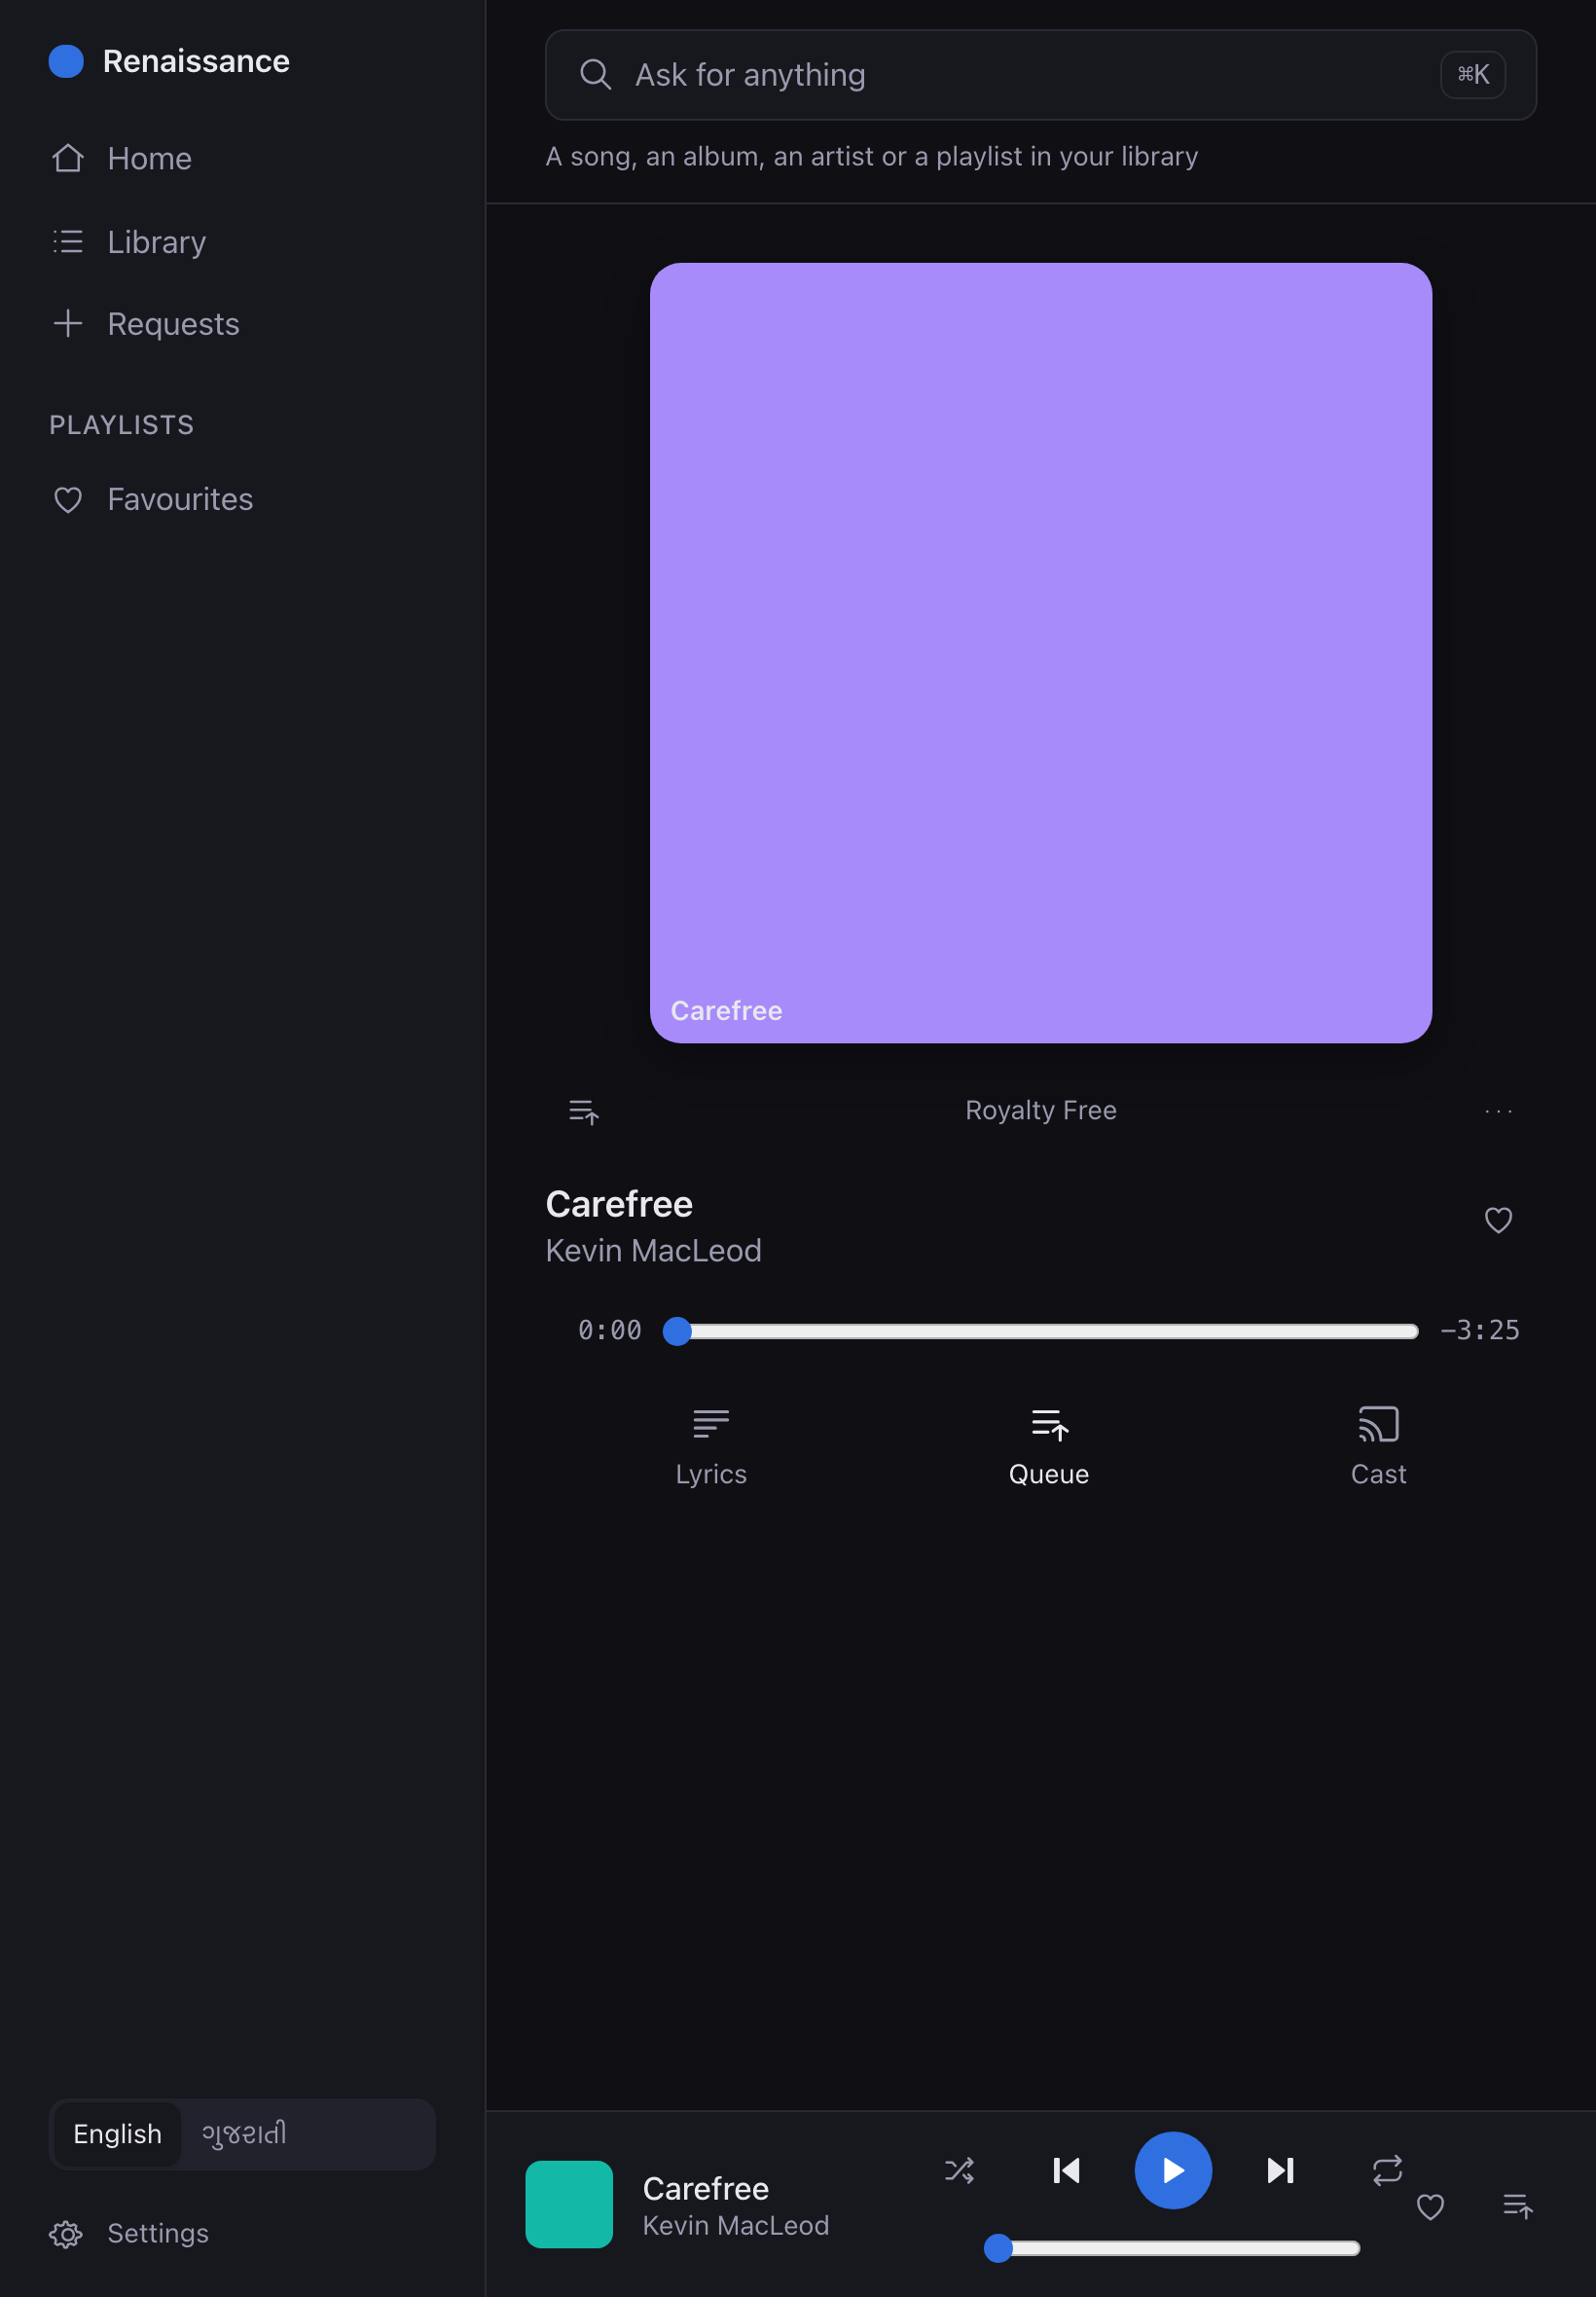 Renaissance
Home
Library
Requests
PLAYLISTS
Favourites
English
ગુજરાતી
Settings
Ask for anything
⌘K
A song, an album, an artist or a playlist in your library
Carefree
Royalty Free
Carefree
Kevin MacLeod
0:00
−3:25
Lyrics
Queue
Cast
Carefree
Kevin MacLeod